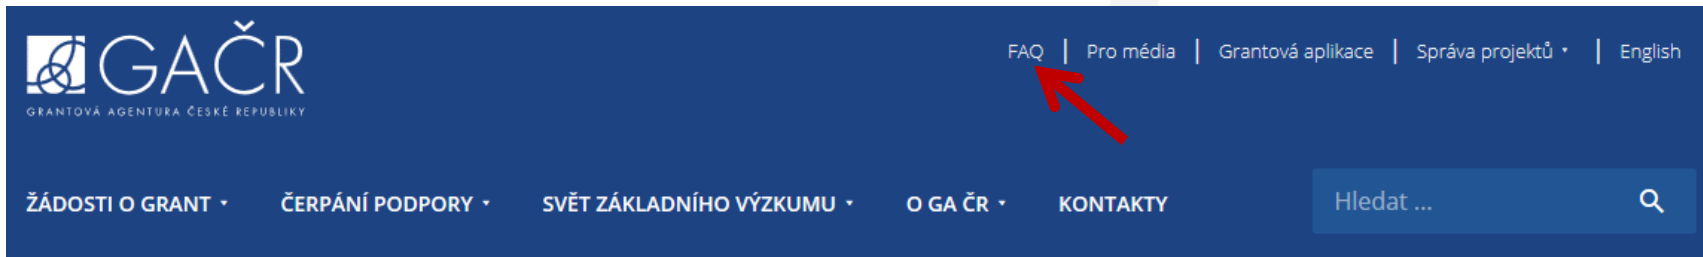 GAČR
GRANTOVÁ AGENTURA ČESKÉ REPUBLIKY
FAQ | Pro média | Grantová aplikace | Správa projektů | English
ŽÁDOSTI O GRANT ČERPÁNÍ PODPORY SVĚT ZÁKLADNÍHO VÝZKUMU O GA ČR KONTAKTY Hledat ...